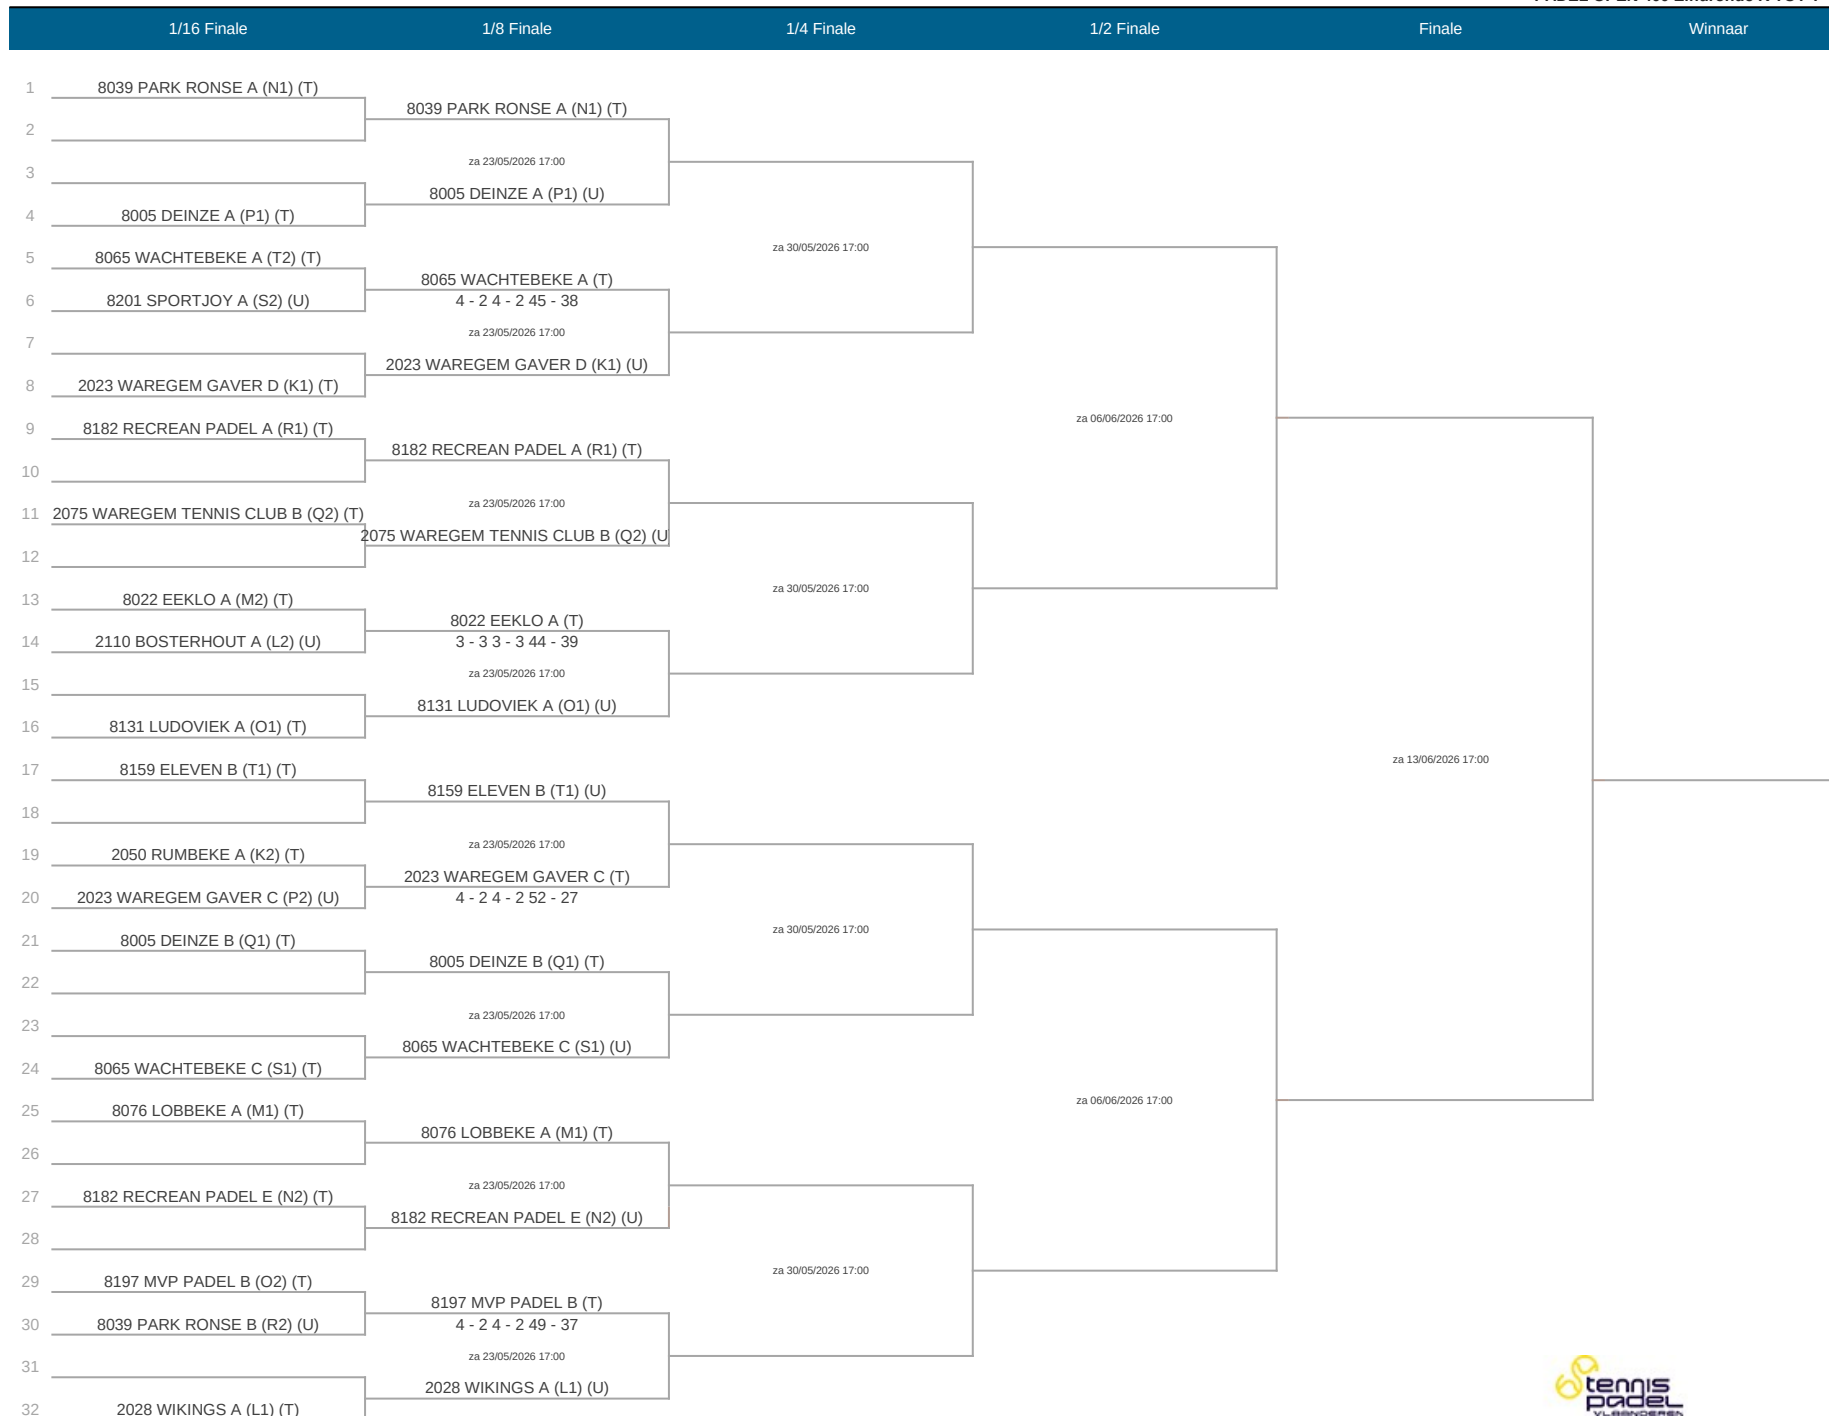 1/16 Finale 1/8 Finale 1/4 Finale 1/2 Finale Finale Winnaar
1 8039 PARK RONSE A (N1) (T)
8039 PARK RONSE A (N1) (T)
2
za 23/05/2026 17:00
3
8005 DEINZE A (P1) (U)
4 8005 DEINZE A (P1) (T)
za 30/05/2026 17:00
5 8065 WACHTEBEKE A (T2) (T)
8065 WACHTEBEKE A (T)
6 8201 SPORTJOY A (S2) (U) 4 - 2 4 - 2 45 - 38
za 23/05/2026 17:00
7
2023 WAREGEM GAVER D (K1) (U)
8 2023 WAREGEM GAVER D (K1) (T)
za 06/06/2026 17:00
9 8182 RECREAN PADEL A (R1) (T)
8182 RECREAN PADEL A (R1) (T)
10
za 23/05/2026 17:00
11 2075 WAREGEM TENNIS CLUB B (Q2) (T)
2075 WAREGEM TENNIS CLUB B (Q2) (U
12
za 30/05/2026 17:00
13 8022 EEKLO A (M2) (T)
8022 EEKLO A (T)
14 2110 BOSTERHOUT A (L2) (U) 3 - 3 3 - 3 44 - 39
za 23/05/2026 17:00
15
8131 LUDOVIEK A (O1) (U)
16 8131 LUDOVIEK A (O1) (T)
za 13/06/2026 17:00
17 8159 ELEVEN B (T1) (T)
8159 ELEVEN B (T1) (U)
18
za 23/05/2026 17:00
19 2050 RUMBEKE A (K2) (T)
2023 WAREGEM GAVER C (T)
20 2023 WAREGEM GAVER C (P2) (U) 4 - 2 4 - 2 52 - 27
za 30/05/2026 17:00
21 8005 DEINZE B (Q1) (T)
8005 DEINZE B (Q1) (T)
22
za 23/05/2026 17:00
23
8065 WACHTEBEKE C (S1) (U)
24 8065 WACHTEBEKE C (S1) (T)
za 06/06/2026 17:00
25 8076 LOBBEKE A (M1) (T)
8076 LOBBEKE A (M1) (T)
26
za 23/05/2026 17:00
27 8182 RECREAN PADEL E (N2) (T)
8182 RECREAN PADEL E (N2) (U)
28
za 30/05/2026 17:00
29 8197 MVP PADEL B (O2) (T)
8197 MVP PADEL B (T)
30 8039 PARK RONSE B (R2) (U) 4 - 2 4 - 2 49 - 37
za 23/05/2026 17:00
31
2028 WIKINGS A (L1) (U)
32 2028 WIKINGS A (L1) (T)
tennis
padel
VLAANDEREN